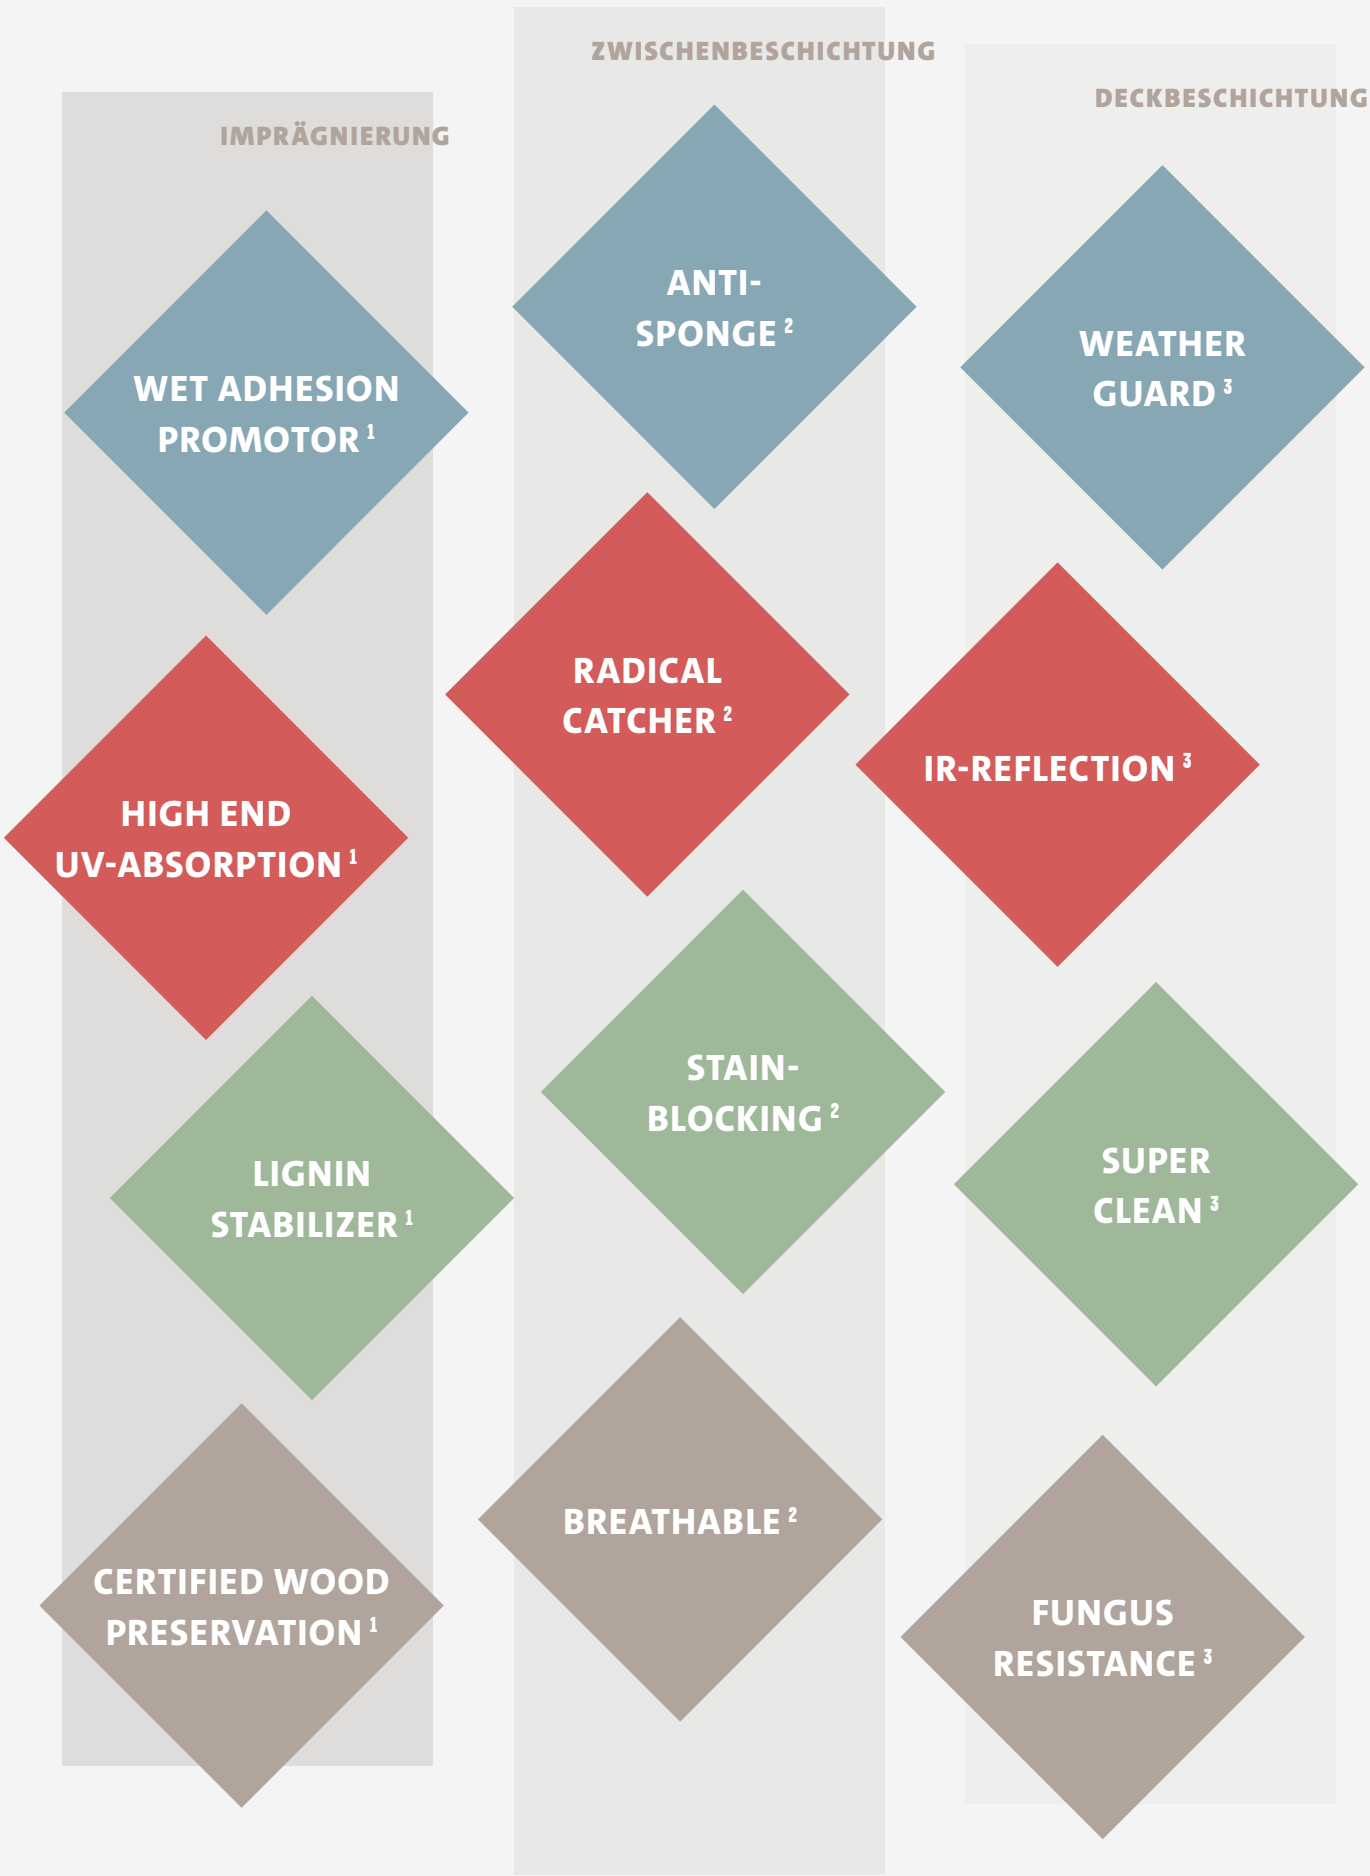 IMPRÄGNIERUNG
WET ADHESION
PROMOTOR ¹
HIGH END
UV-ABSORPTION ¹
LIGNIN
STABILIZER ¹
CERTIFIED WOOD
PRESERVATION ¹
ZWISCHENBESCHICHTUNG
ANTI-
SPONGE ²
RADICAL
CATCHER ²
STAIN-
BLOCKING ²
BREATHABLE ²
DECKBESCHICHTUNG
WEATHER
GUARD ³
IR-REFLECTION ³
SUPER
CLEAN ³
FUNGUS
RESISTANCE ³